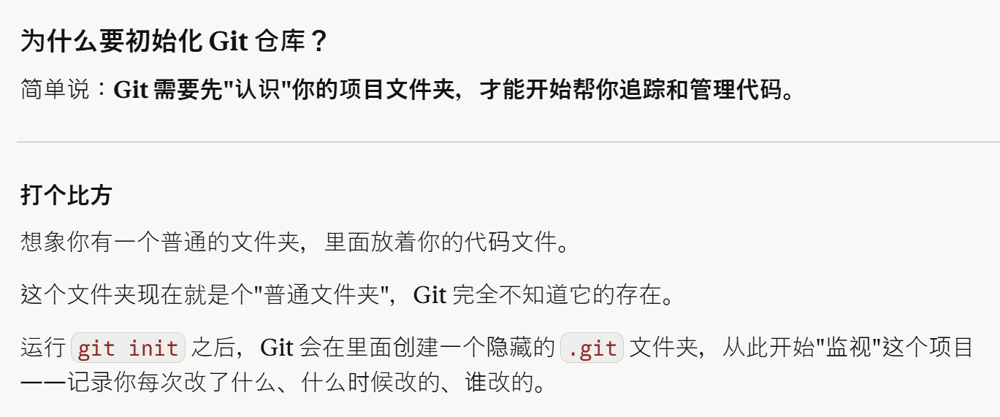 为什么要初始化 Git 仓库？
简单说：Git 需要先"认识"你的项目文件夹，才能开始帮你追踪和管理代码。
打个比方
想象你有一个普通的文件夹，里面放着你的代码文件。
这个文件夹现在就是个"普通文件夹"，Git 完全不知道它的存在。
运行 git init 之后，Git 会在里面创建一个隐藏的 .git 文件夹，从此开始"监视"这个项目
——记录你每次改了什么、什么时候改的、谁改的。